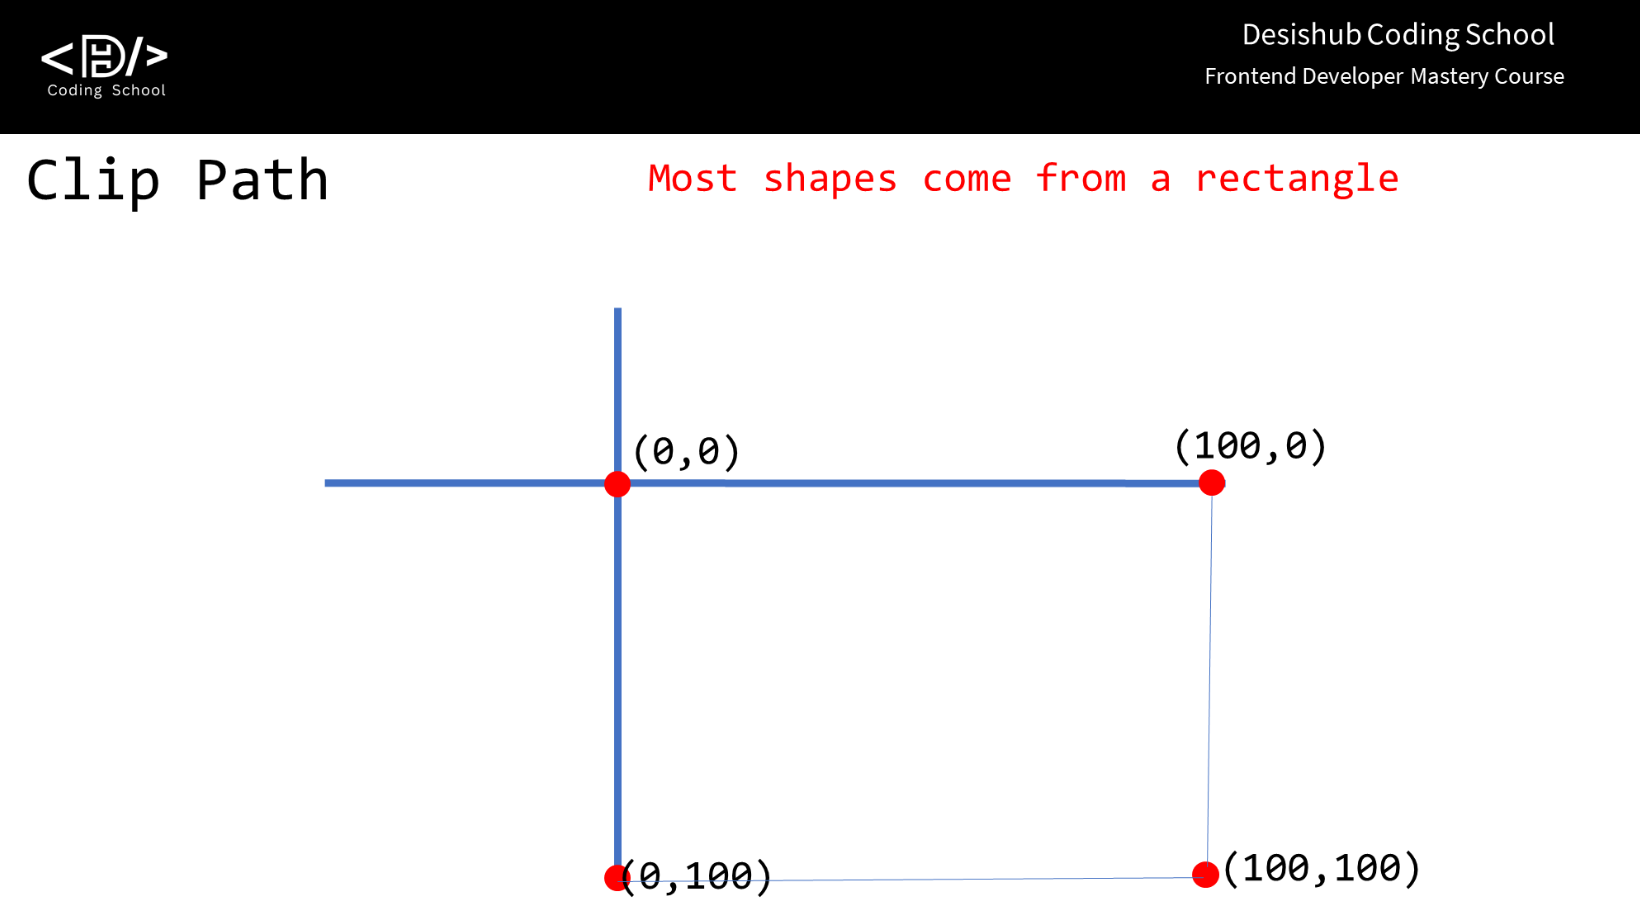 Desishub Coding School
Frontend Developer Mastery Course
<DH/>
Coding School
Clip Path
Most shapes come from a rectangle
(0,0)
(100,0)
(0,100)
(100,100)